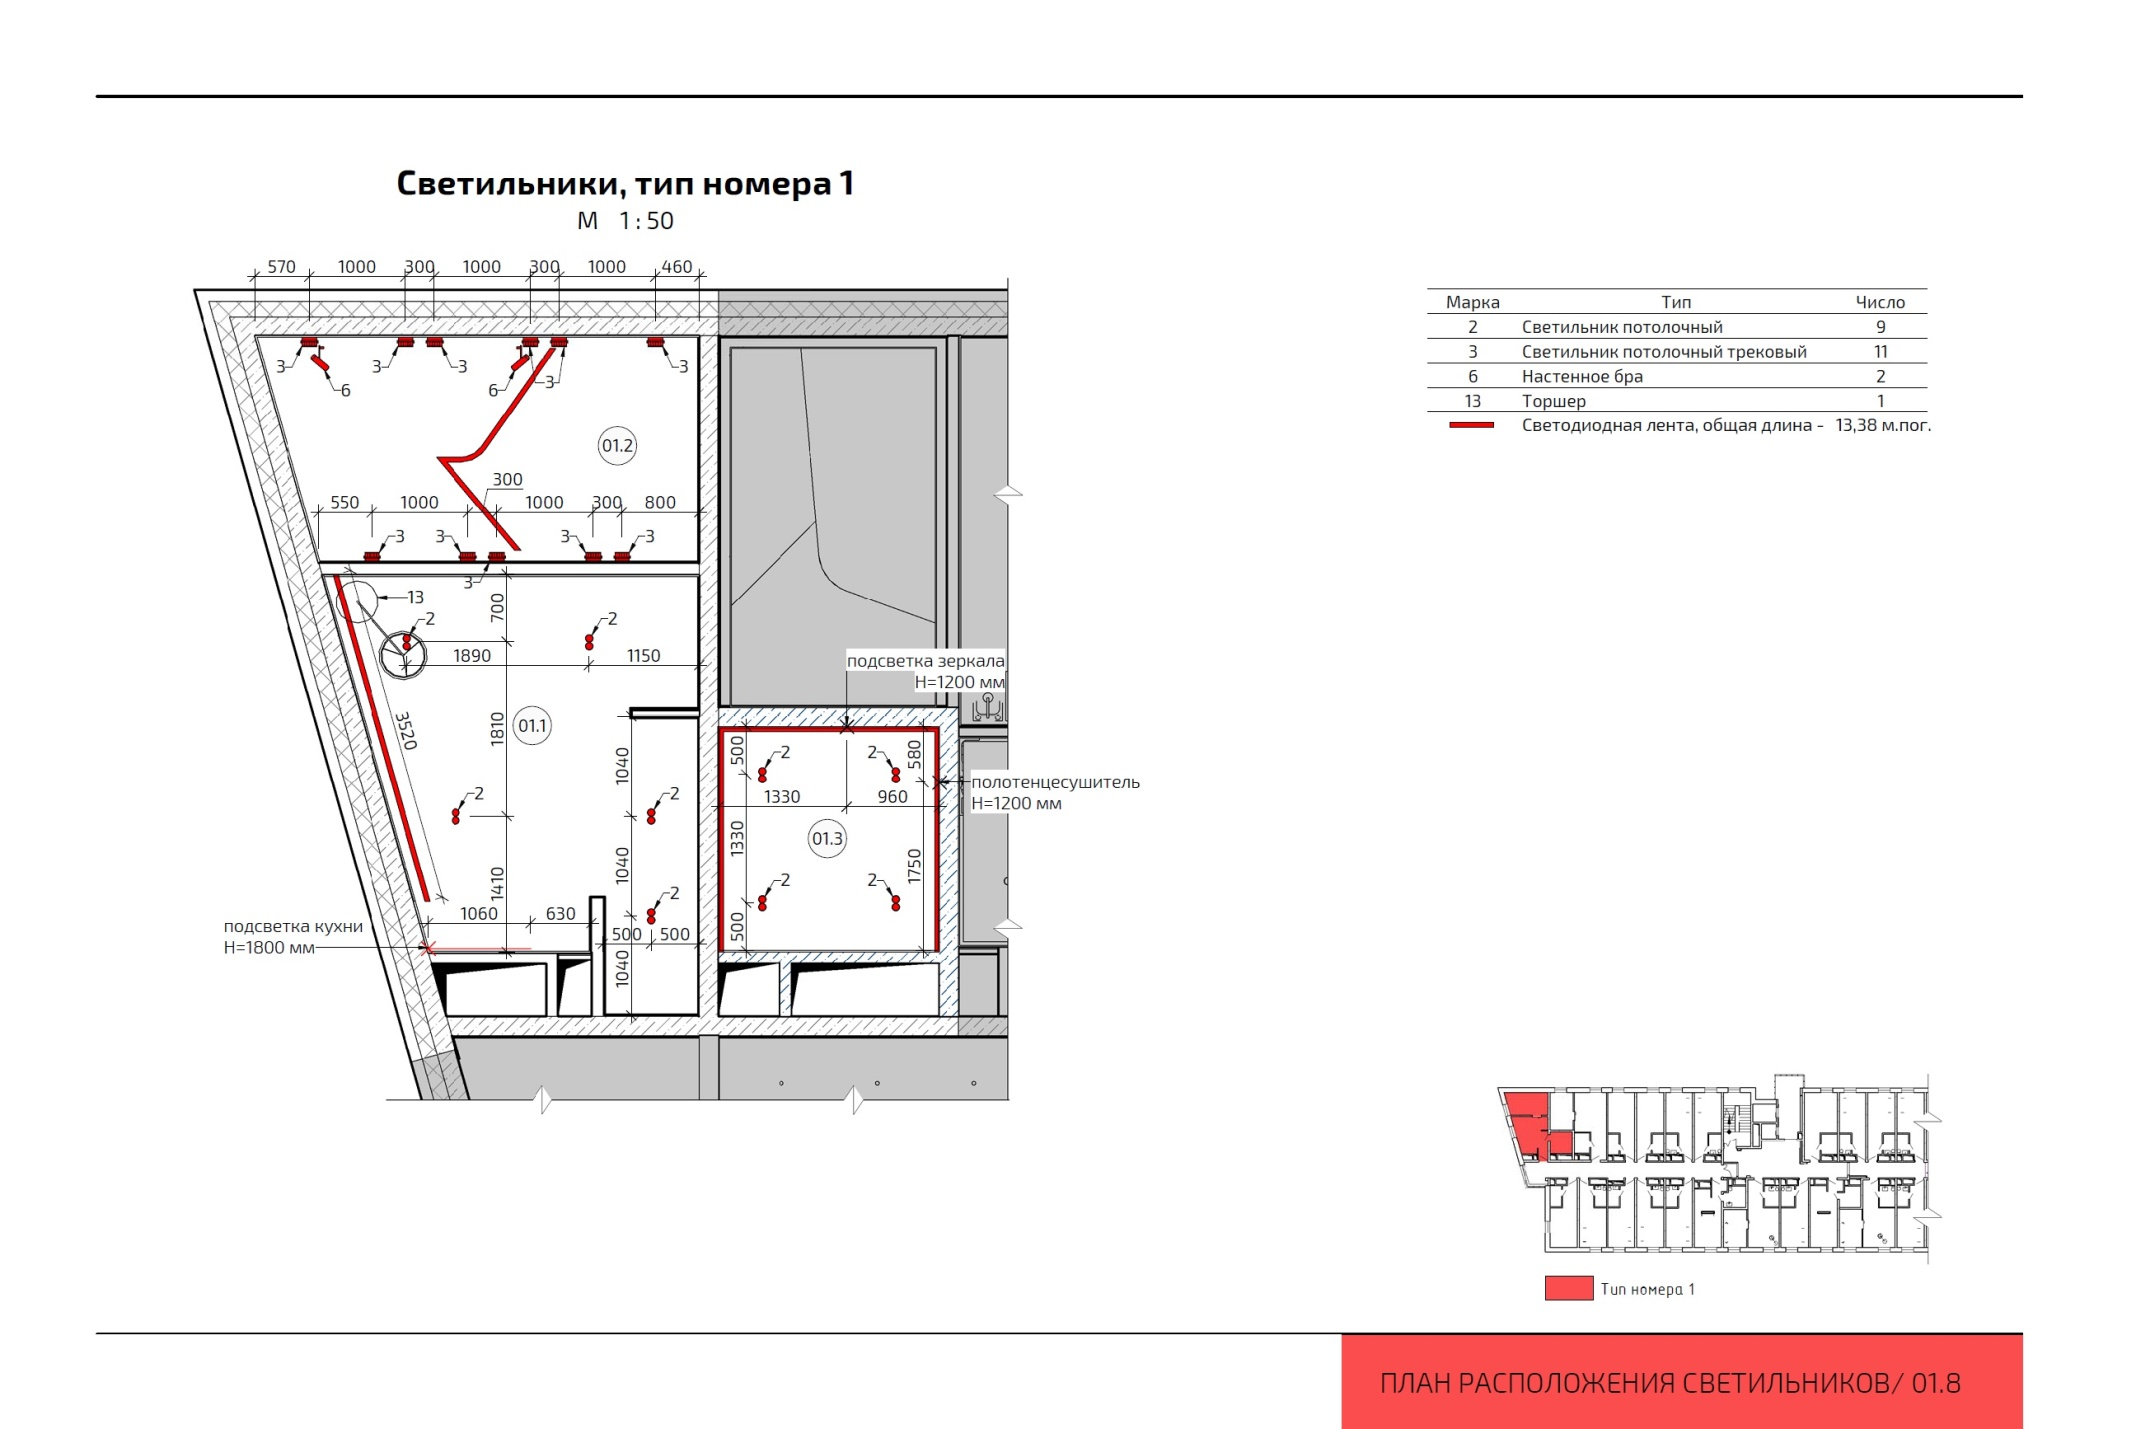 Светильники, тип номера 1
М 1 : 50
570 1000 300 1000 300 1000 460
Марка Тип Число
2 Светильник потолочный 9
3 Светильник потолочный трековый 11
6 Настенное бра 2
13 Торшер 1
Светодиодная лента, общая длина - 13,38 м.пог.
3 3 3 3 3
6 6
01.2
300
550 1000 1000 300 800
3 3 3 3
3
13
700
2 2
1890 1150
подсветка зеркала
Н=1200 мм
3520
1810
01.1
1040
500
2 2
580
полотенцесушитель
Н=1200 мм
2 2
1330 960
01.3
1330
1750
1040
1410
2
2 2
1060 630
500 500
500
1040
подсветка кухни
Н=1800 мм
Тип номера 1
ПЛАН РАСПОЛОЖЕНИЯ СВЕТИЛЬНИКОВ/ 01.8